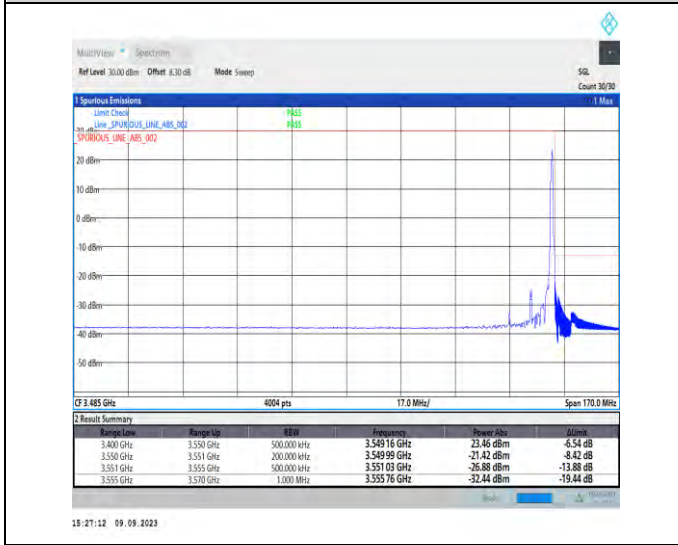 MultiView Spectrum
Ref Level 30.00 dBm Offset 8.30 dB Mode Sweep SGL
Count 30/30
1 Spurious Emissions 1 Max
Limit Check PASS
Line _SPURIOUS_LINE_ABS_002 PASS
_SPURIOUS_LINE_ABS_002
20 dBm
10 dBm
0 dBm
-10 dBm
-20 dBm
-30 dBm
-40 dBm
-50 dBm
CF 3.485 GHz 4004 pts 17.0 MHz/ Span 170.0 MHz
2 Result Summary
Range Low Range Up RBW Frequency Power Abs ΔLimit
3.400 GHz 3.550 GHz 500.000 kHz 3.549 16 GHz 23.46 dBm -6.54 dB
3.550 GHz 3.551 GHz 200.000 kHz 3.549 99 GHz -21.42 dBm -8.42 dB
3.551 GHz 3.555 GHz 500.000 kHz 3.551 03 GHz -26.88 dBm -13.88 dB
3.555 GHz 3.570 GHz 1.000 MHz 3.555 76 GHz -32.44 dBm -19.44 dB
15:27:12 09.09.2023